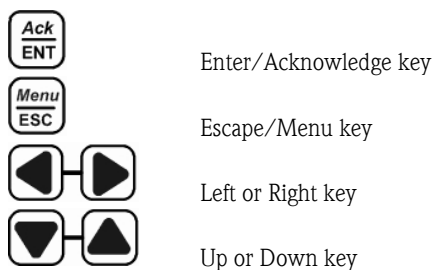 Ack
ENT
Enter/Acknowledge key
Menu
ESC
Escape/Menu key
Left or Right key
Up or Down key